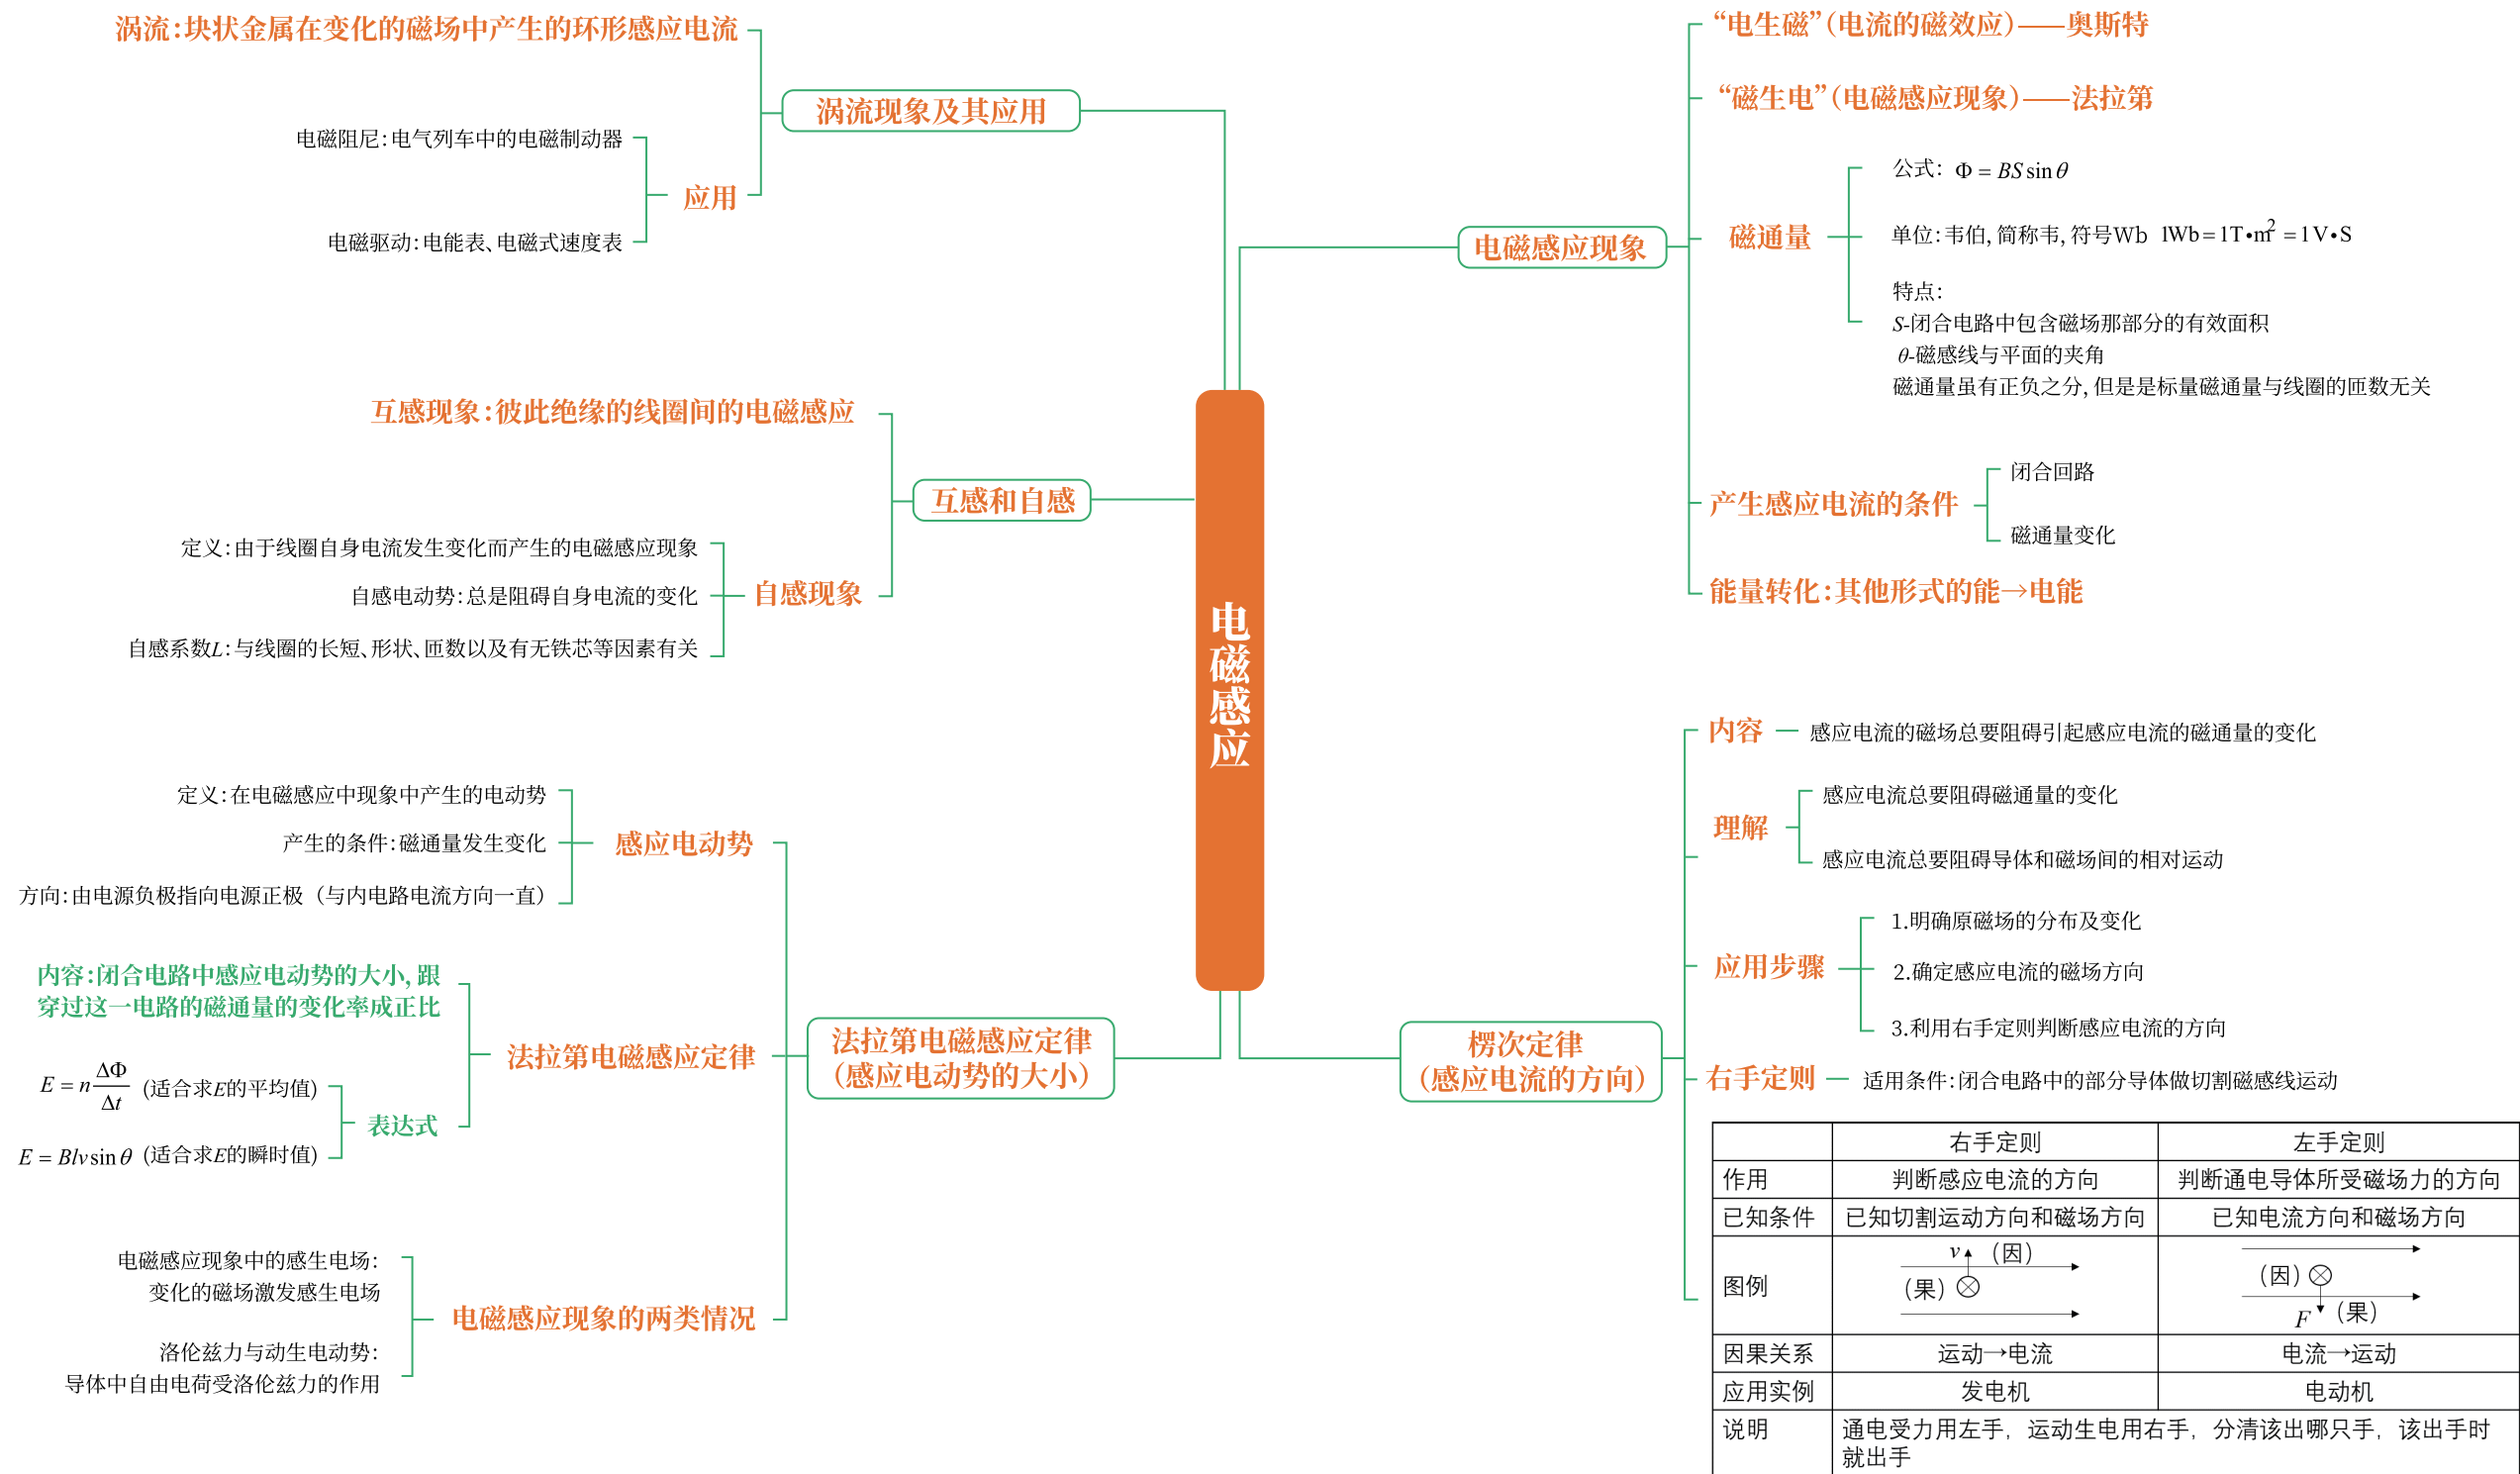 涡流:块状金属在变化的磁场中产生的环形感应电流
涡流现象及其应用
电磁阻尼:电气列车中的电磁制动器
应用
电磁驱动:电能表、电磁式速度表
互感现象:彼此绝缘的线圈间的电磁感应
互感和自感
定义:由于线圈自身电流发生变化而产生的电磁感应现象
自感电动势:总是阻碍自身电流的变化
自感现象
自感系数L:与线圈的长短、形状、匝数以及有无铁芯等因素有关
定义:在电磁感应中现象中产生的电动势
产生的条件:磁通量发生变化
感应电动势
方向:由电源负极指向电源正极（与内电路电流方向一直）
内容:闭合电路中感应电动势的大小,跟
穿过这一电路的磁通量的变化率成正比
法拉第电磁感应定律
法拉第电磁感应定律
（感应电动势的大小）
E = n ΔΦ/Δt (适合求E的平均值)
表达式
E = Blv sin θ (适合求E的瞬时值)
电磁感应现象中的感生电场:
变化的磁场激发感生电场
电磁感应现象的两类情况
洛伦兹力与动生电动势:
导体中自由电荷受洛伦兹力的作用
电磁感应
“电生磁”（电流的磁效应）——奥斯特
“磁生电”（电磁感应现象）——法拉第
公式: Φ = BS sin θ
磁通量
单位:韦伯,简称韦,符号Wb 1Wb = 1T•m² = 1V•S
电磁感应现象
特点:
S-闭合电路中包含磁场那部分的有效面积
θ-磁感线与平面的夹角
磁通量虽有正负之分,但是是标量磁通量与线圈的匝数无关
闭合回路
产生感应电流的条件
磁通量变化
能量转化:其他形式的能→电能
内容
感应电流的磁场总要阻碍引起感应电流的磁通量的变化
感应电流总要阻碍磁通量的变化
理解
感应电流总要阻碍导体和磁场间的相对运动
1.明确原磁场的分布及变化
应用步骤
2.确定感应电流的磁场方向
3.利用右手定则判断感应电流的方向
楞次定律
（感应电流的方向）
右手定则
适用条件:闭合电路中的部分导体做切割磁感线运动
右手定则 左手定则
作用 判断感应电流的方向 判断通电导体所受磁场力的方向
已知条件 已知切割运动方向和磁场方向 已知电流方向和磁场方向
图例 v （因） （果） （因） F （果）
因果关系 运动→电流 电流→运动
应用实例 发电机 电动机
说明 通电受力用左手，运动生电用右手，分清该出哪只手，该出手时
就出手